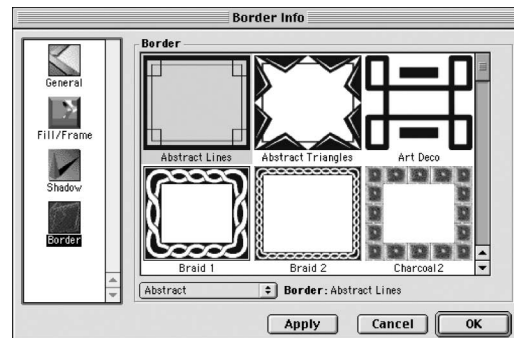 Border Info
Border
General
Fill/Frame
Shadow
Border
Abstract Lines
Abstract Triangles
Art Deco
Braid 1
Braid 2
Charcoal2
Abstract
Border: Abstract Lines
Apply
Cancel
OK